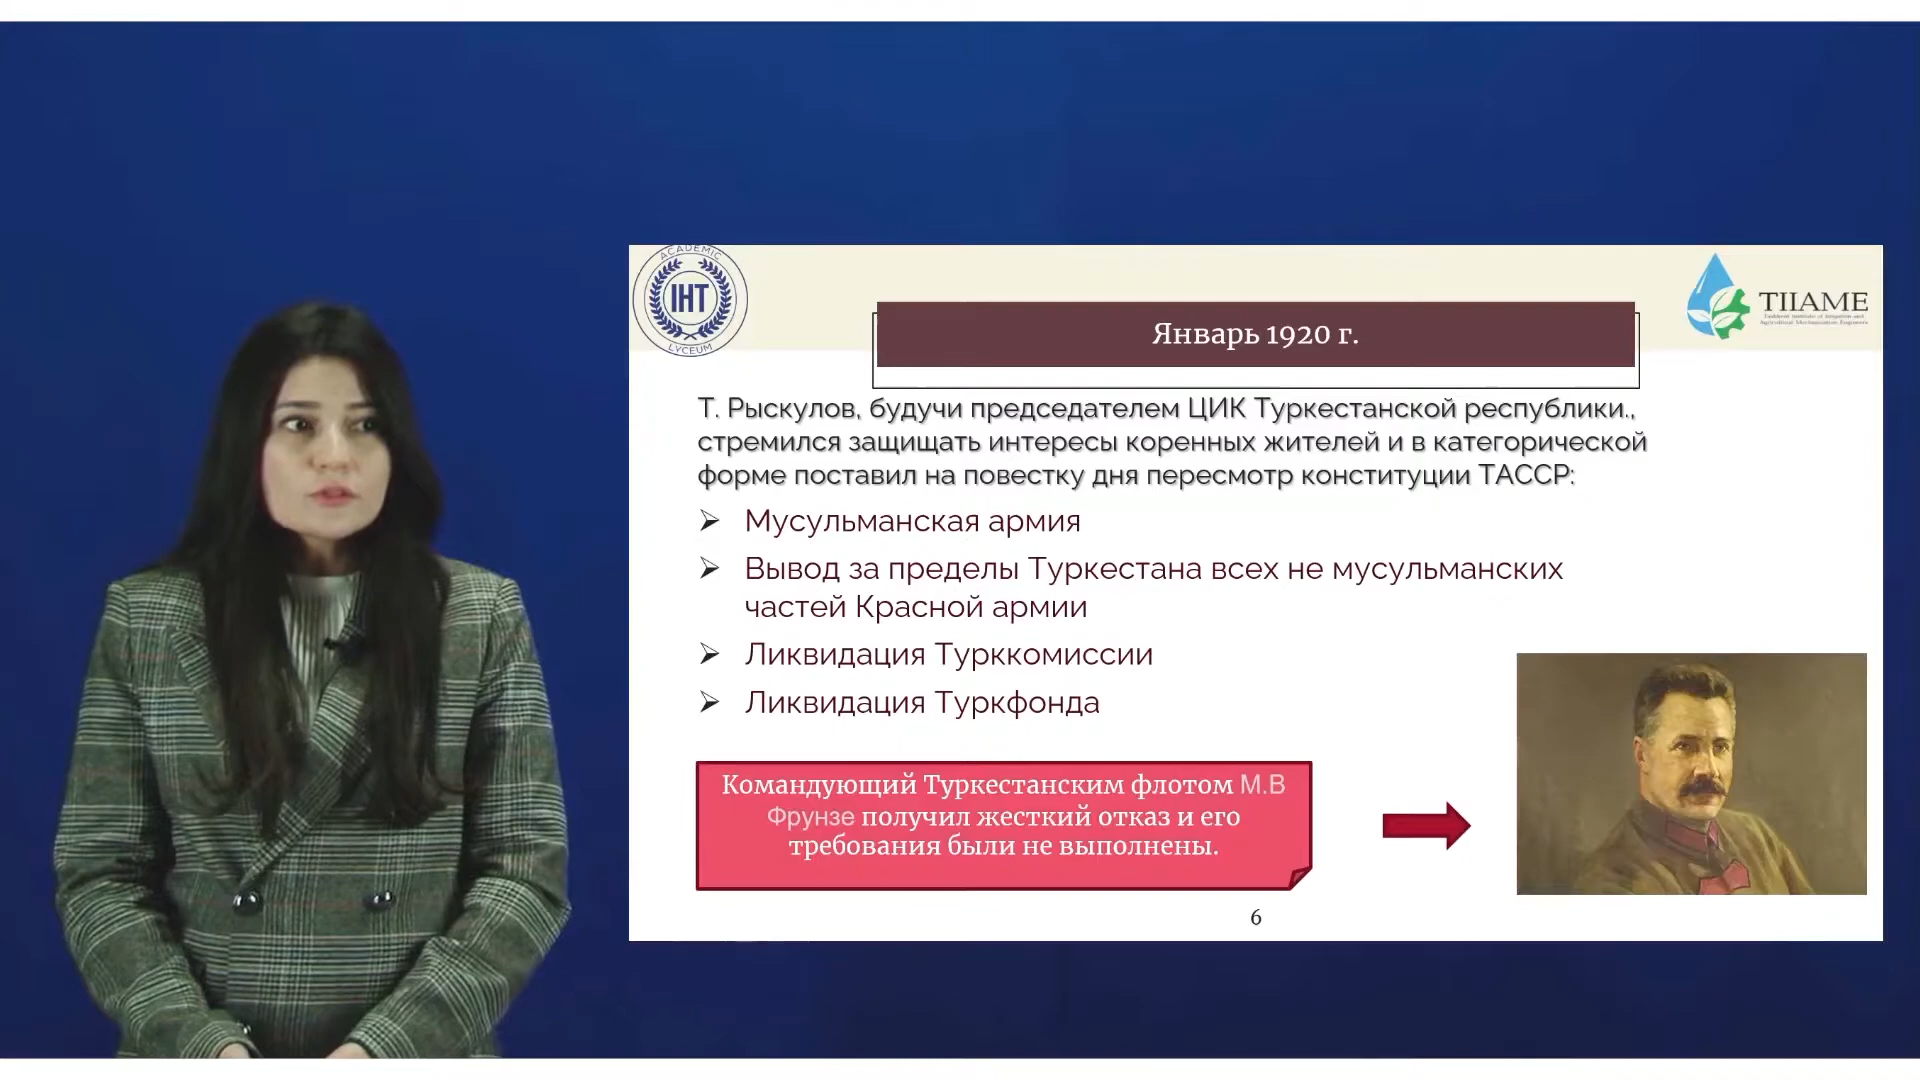 ACADEMIC
IHT
LYCEUM
TIIAME
Январь 1920 г.
Т. Рыскулов, будучи председателем ЦИК Туркестанской республики.,
стремился защищать интересы коренных жителей и в категорической
форме поставил на повестку дня пересмотр конституции ТАССР:
Мусульманская армия
Вывод за пределы Туркестана всех не мусульманских
частей Красной армии
Ликвидация Турккомиссии
Ликвидация Туркфонда
Командующий Туркестанским флотом М.В
Фрунзе получил жесткий отказ и его
требования были не выполнены.
6